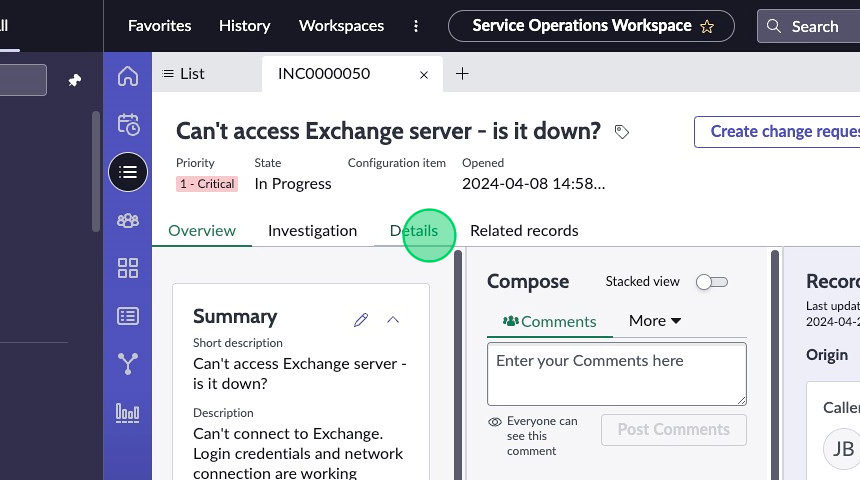 ll
Favorites
History
Workspaces
Service Operations Workspace
Search
List
INC0000050
Can't access Exchange server - is it down?
Create change reques
Priority
State
Configuration item
Opened
1 - Critical
In Progress
2024-04-08 14:58...
Overview
Investigation
Details
Related records
Summary
Short description
Can't access Exchange server -
is it down?
Description
Can't connect to Exchange.
Login credentials and network
connection are working
Compose
Stacked view
Comments
More
Enter your Comments here
Everyone can
see this
comment
Post Comments
Recor
Last updat
2024-04-2
Origin
Caller
JB